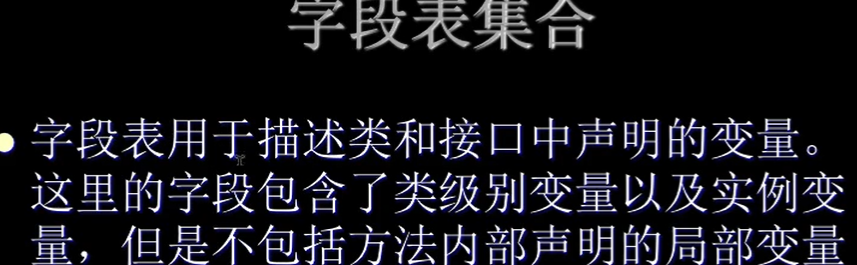 字段表集合
字段表用于描述类和接口中声明的变量。
这里的字段包含了类级别变量以及实例变
量，但是不包括方法内部声明的局部变量